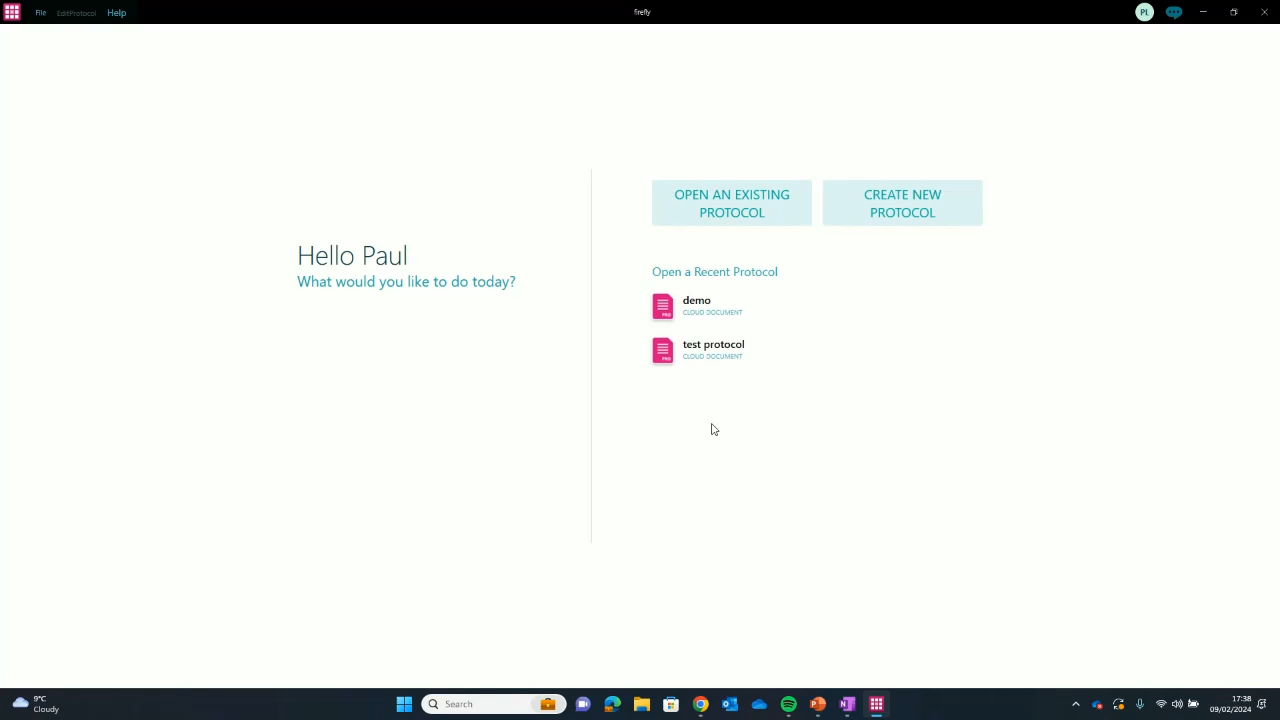 File EditProtocol Help
firefly
PL
OPEN AN EXISTING
PROTOCOL
CREATE NEW
PROTOCOL
Hello Paul
What would you like to do today?
Open a Recent Protocol
demo
CLOUD DOCUMENT
test protocol
CLOUD DOCUMENT
9°C
Cloudy
Search
17:38
09/02/2024